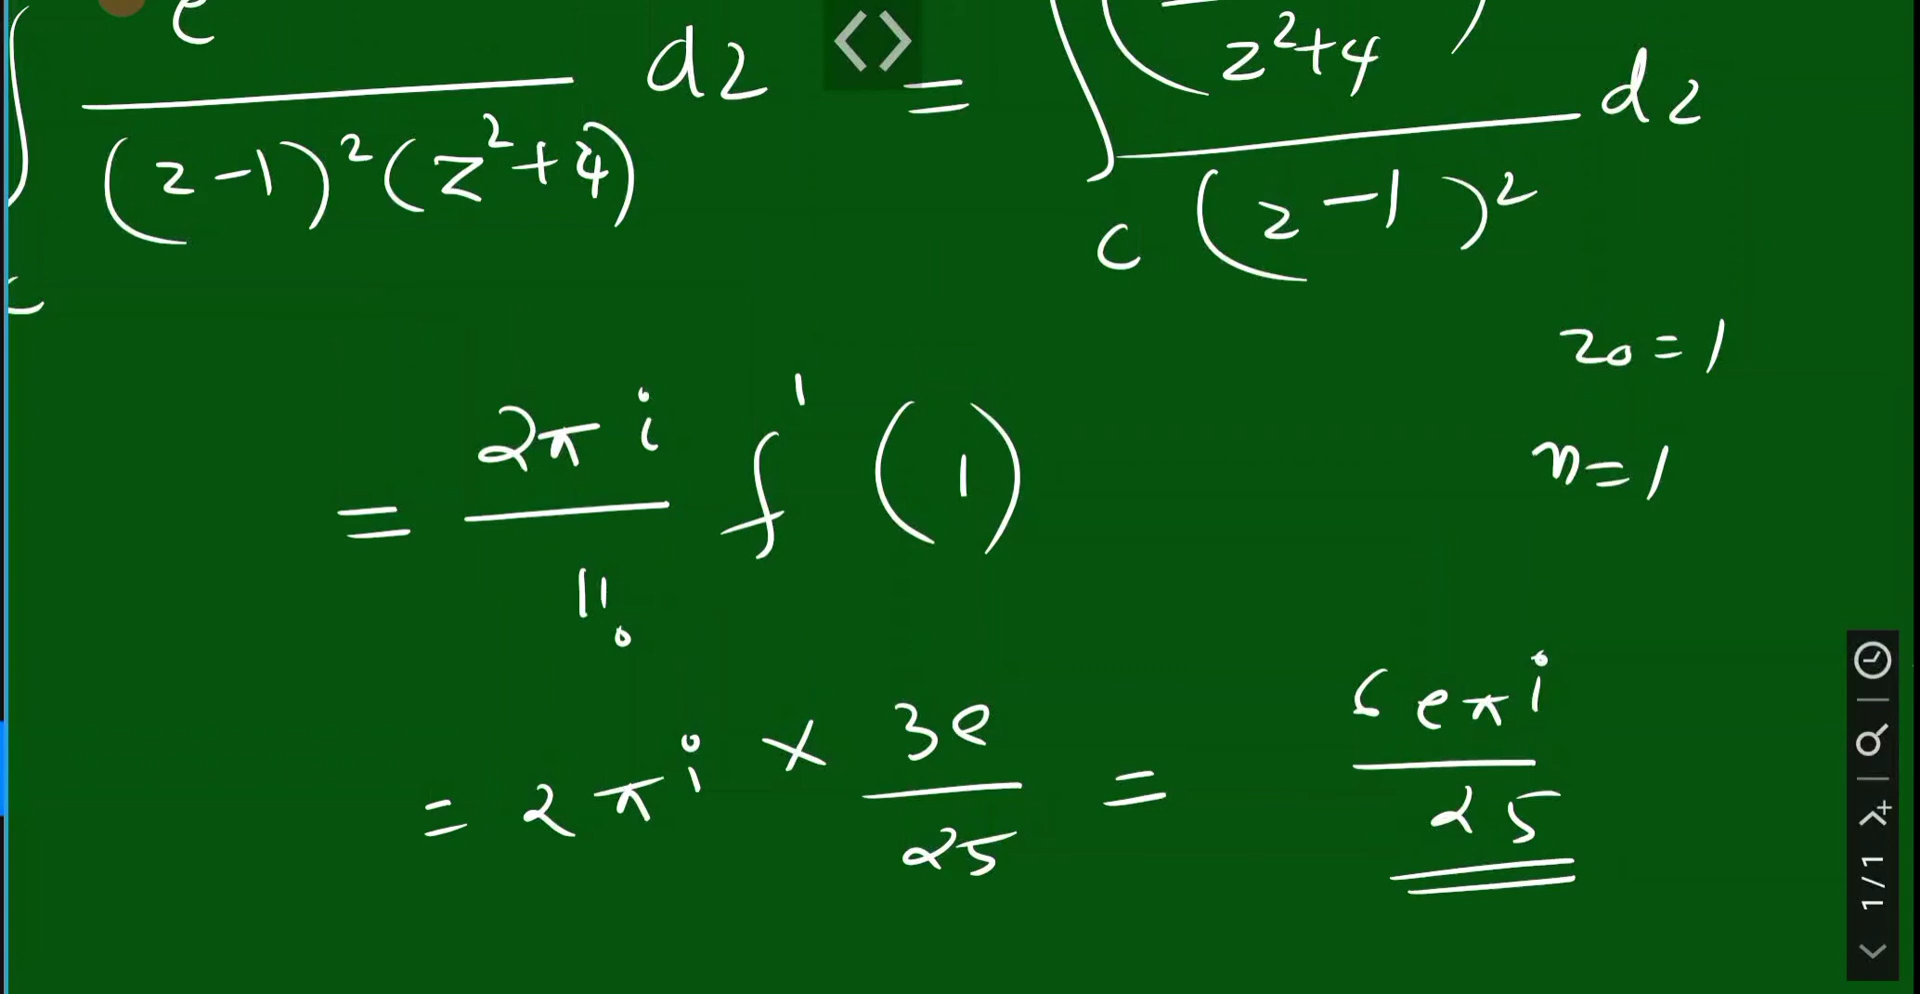 ∫ e / (z-1)² (z²+4) dz = ∫_C ( / z²+4 ) / (z-1)² dz
z₀ = 1
= 2πi / 1! f'(1)
n = 1
= 2πi × 3e / 25 = 6eπi / 25
1/1